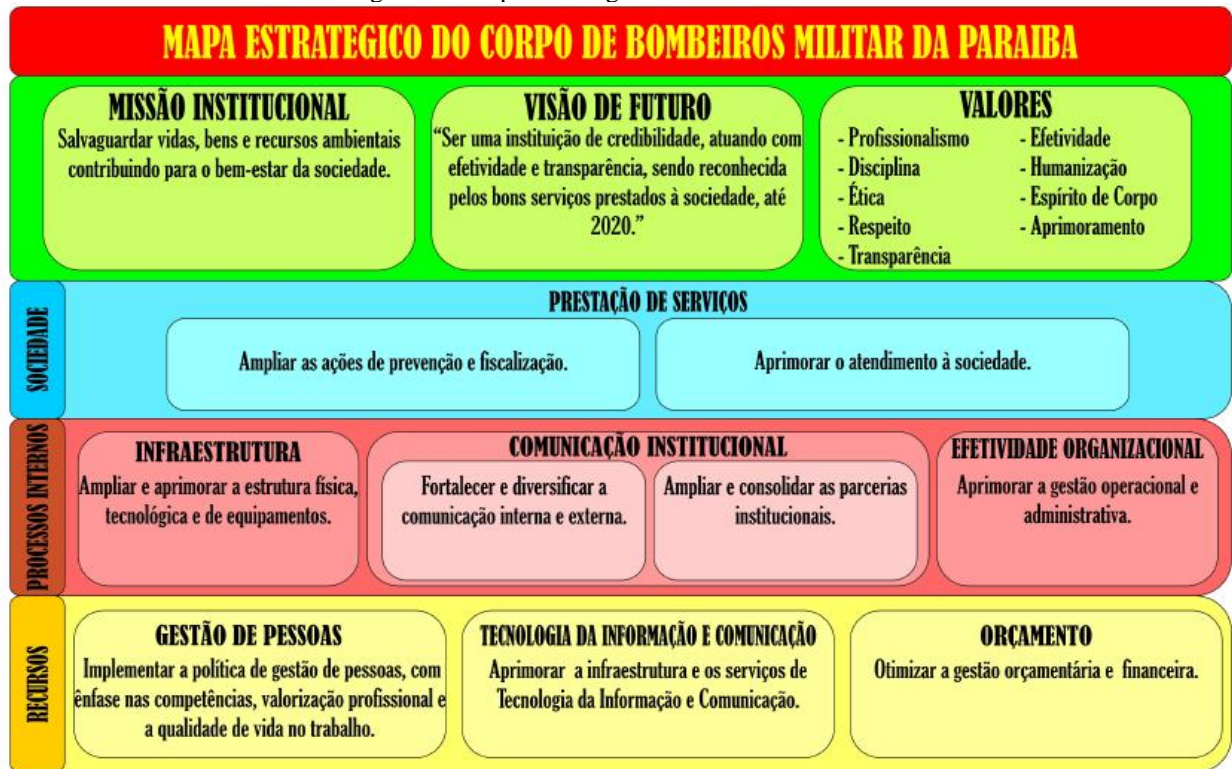 MAPA ESTRATEGICO DO CORPO DE BOMBEIROS MILITAR DA PARAIBA
MISSÃO INSTITUCIONAL
Salvaguardar vidas, bens e recursos ambientais
contribuindo para o bem-estar da sociedade.
VISÃO DE FUTURO
“Ser uma instituição de credibilidade, atuando com
efetividade e transparência, sendo reconhecida
pelos bons serviços prestados à sociedade, até
2020.”
VALORES
- Profissionalismo
- Disciplina
- Ética
- Respeito
- Transparência
- Efetividade
- Humanização
- Espírito de Corpo
- Aprimoramento
SOCIEDADE
PRESTAÇÃO DE SERVIÇOS
Ampliar as ações de prevenção e fiscalização.
Aprimorar o atendimento à sociedade.
PROCESSOS INTERNOS
INFRAESTRUTURA
Ampliar e aprimorar a estrutura física,
tecnológica e de equipamentos.
COMUNICAÇÃO INSTITUCIONAL
Fortalecer e diversificar a
comunicação interna e externa.
Ampliar e consolidar as parcerias
institucionais.
EFETIVIDADE ORGANIZACIONAL
Aprimorar a gestão operacional e
administrativa.
RECURSOS
GESTÃO DE PESSOAS
Implementar a política de gestão de pessoas, com
ênfase nas competências, valorização profissional e
a qualidade de vida no trabalho.
TECNOLOGIA DA INFORMAÇÃO E COMUNICAÇÃO
Aprimorar a infraestrutura e os serviços de
Tecnologia da Informação e Comunicação.
ORÇAMENTO
Otimizar a gestão orçamentária e financeira.